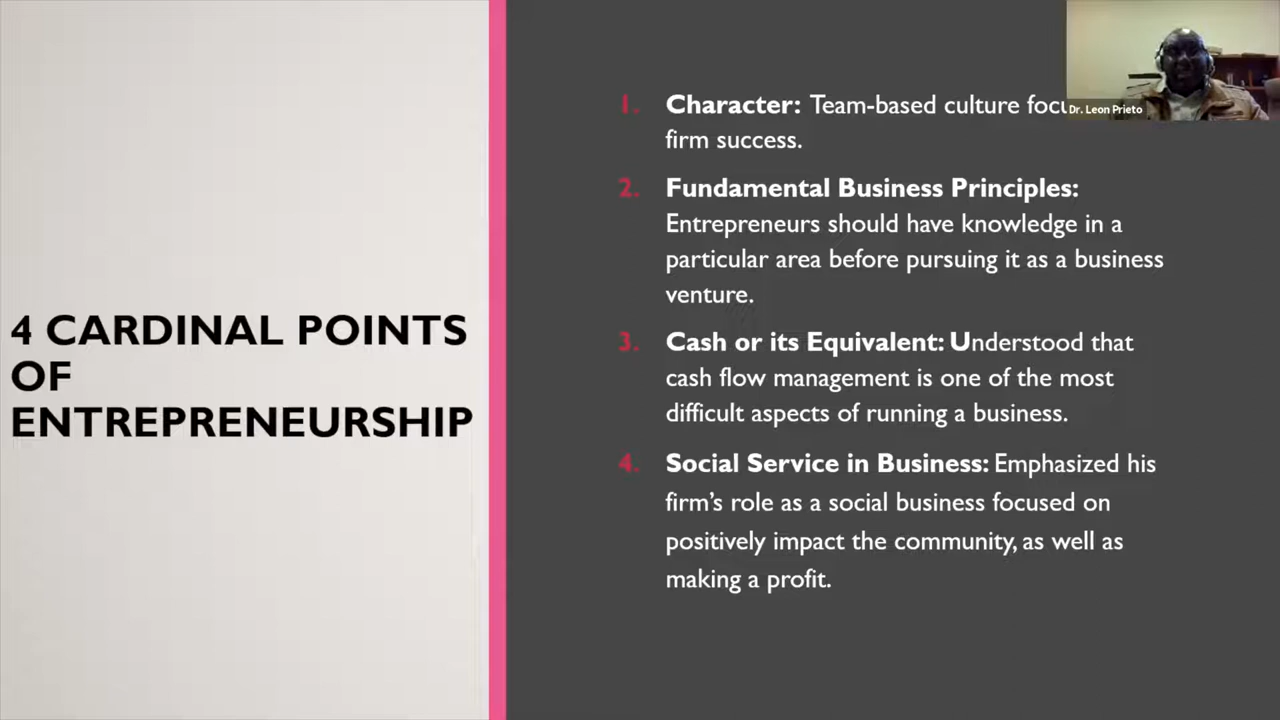 4 CARDINAL POINTS
OF
ENTREPRENEURSHIP
1. Character: Team-based culture
firm success.
2. Fundamental Business Principles:
Entrepreneurs should have knowledge in a
particular area before pursuing it as a business
venture.
3. Cash or its Equivalent: Understood that
cash flow management is one of the most
difficult aspects of running a business.
4. Social Service in Business: Emphasized his
firm's role as a social business focused on
positively impact the community, as well as
making a profit.
Dr. Leon Prieto